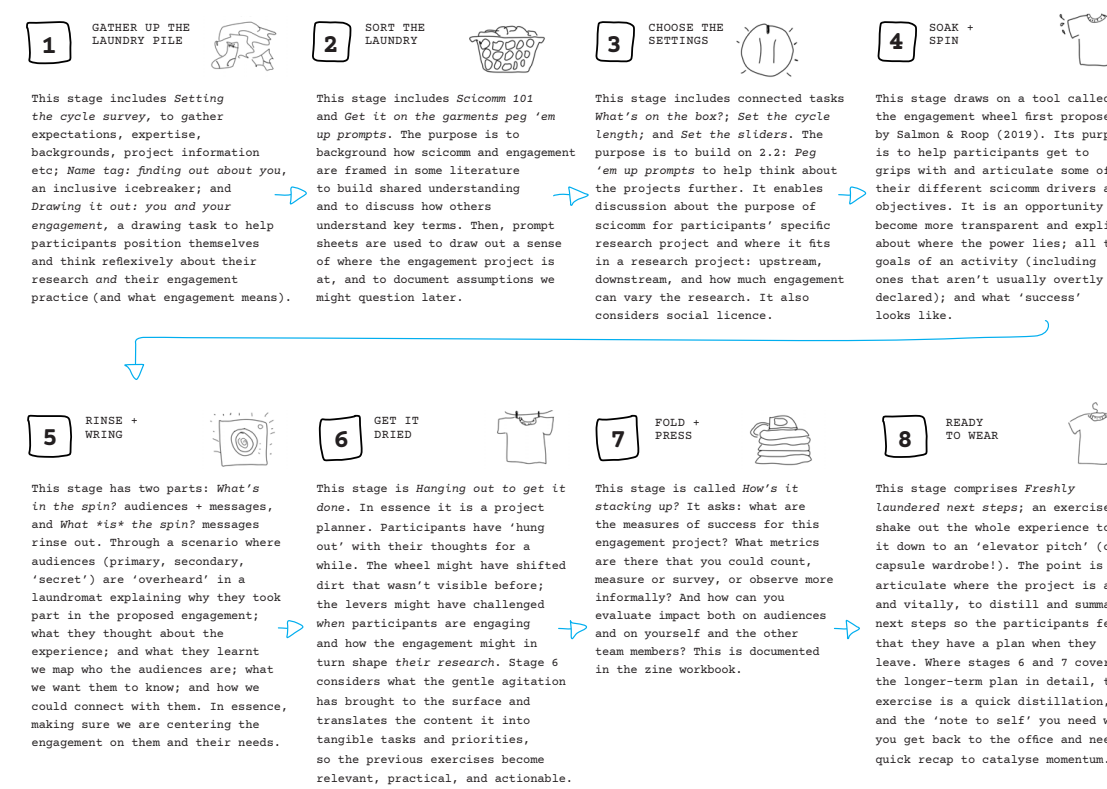 1
GATHER UP THE
LAUNDRY PILE
This stage includes Setting
the cycle survey, to gather
expectations, expertise,
backgrounds, project information
etc; Name tag: finding out about you,
an inclusive icebreaker; and
Drawing it out: you and your
engagement, a drawing task to help
participants position themselves
and think reflexively about their
research and their engagement
practice (and what engagement means).
2
SORT THE
LAUNDRY
This stage includes Scicomm 101
and Get it on the garments peg 'em
up prompts. The purpose is to
background how scicomm and engagement
are framed in some literature
to build shared understanding
and to discuss how others
understand key terms. Then, prompt
sheets are used to draw out a sense
of where the engagement project is
at, and to document assumptions we
might question later.
3
CHOOSE THE
SETTINGS
This stage includes connected tasks
What's on the box?; Set the cycle
length; and Set the sliders. The
purpose is to build on 2.2: Peg
'em up prompts to help think about
the projects further. It enables
discussion about the purpose of
scicomm for participants' specific
research project and where it fits
in a research project: upstream,
downstream, and how much engagement
can vary the research. It also
considers social licence.
4
SOAK +
SPIN
This stage draws on a tool called
the engagement wheel first
by Salmon & Roop (2019). Its
is to help participants get to
grips with and articulate some
their different scicomm drivers
objectives. It is an opportunity
become more transparent and
about where the power lies; all
goals of an activity (including
ones that aren't usually overtly
declared); and what 'success'
looks like.
5
RINSE +
WRING
This stage has two parts: What's
in the spin? audiences + messages,
and What *is* the spin? messages
rinse out. Through a scenario where
audiences (primary, secondary,
'secret') are 'overheard' in a
laundromat explaining why they took
part in the proposed engagement;
what they thought about the
experience; and what they learnt
we map who the audiences are; what
we want them to know; and how we
could connect with them. In essence,
making sure we are centering the
engagement on them and their needs.
6
GET IT
DRIED
This stage is Hanging out to get it
done. In essence it is a project
planner. Participants have 'hung
out' with their thoughts for a
while. The wheel might have shifted
dirt that wasn't visible before;
the levers might have challenged
when participants are engaging
and how the engagement might in
turn shape their research. Stage 6
considers what the gentle agitation
has brought to the surface and
translates the content it into
tangible tasks and priorities,
so the previous exercises become
relevant, practical, and actionable.
7
FOLD +
PRESS
This stage is called How's it
stacking up? It asks: what are
the measures of success for this
engagement project? What metrics
are there that you could count,
measure or survey, or observe more
informally? And how can you
evaluate impact both on audiences
and on yourself and the other
team members? This is documented
in the zine workbook.
8
READY
TO WEAR
This stage comprises Freshly
laundered next steps; an exercise
shake out the whole experience
it down to an 'elevator pitch'
capsule wardrobe!). The point is
articulate where the project is
and vitally, to distill and
next steps so the participants
that they have a plan when they
leave. Where stages 6 and 7
the longer-term plan in detail,
exercise is a quick distillation,
and the 'note to self' you need
you get back to the office and
quick recap to catalyse momentum.